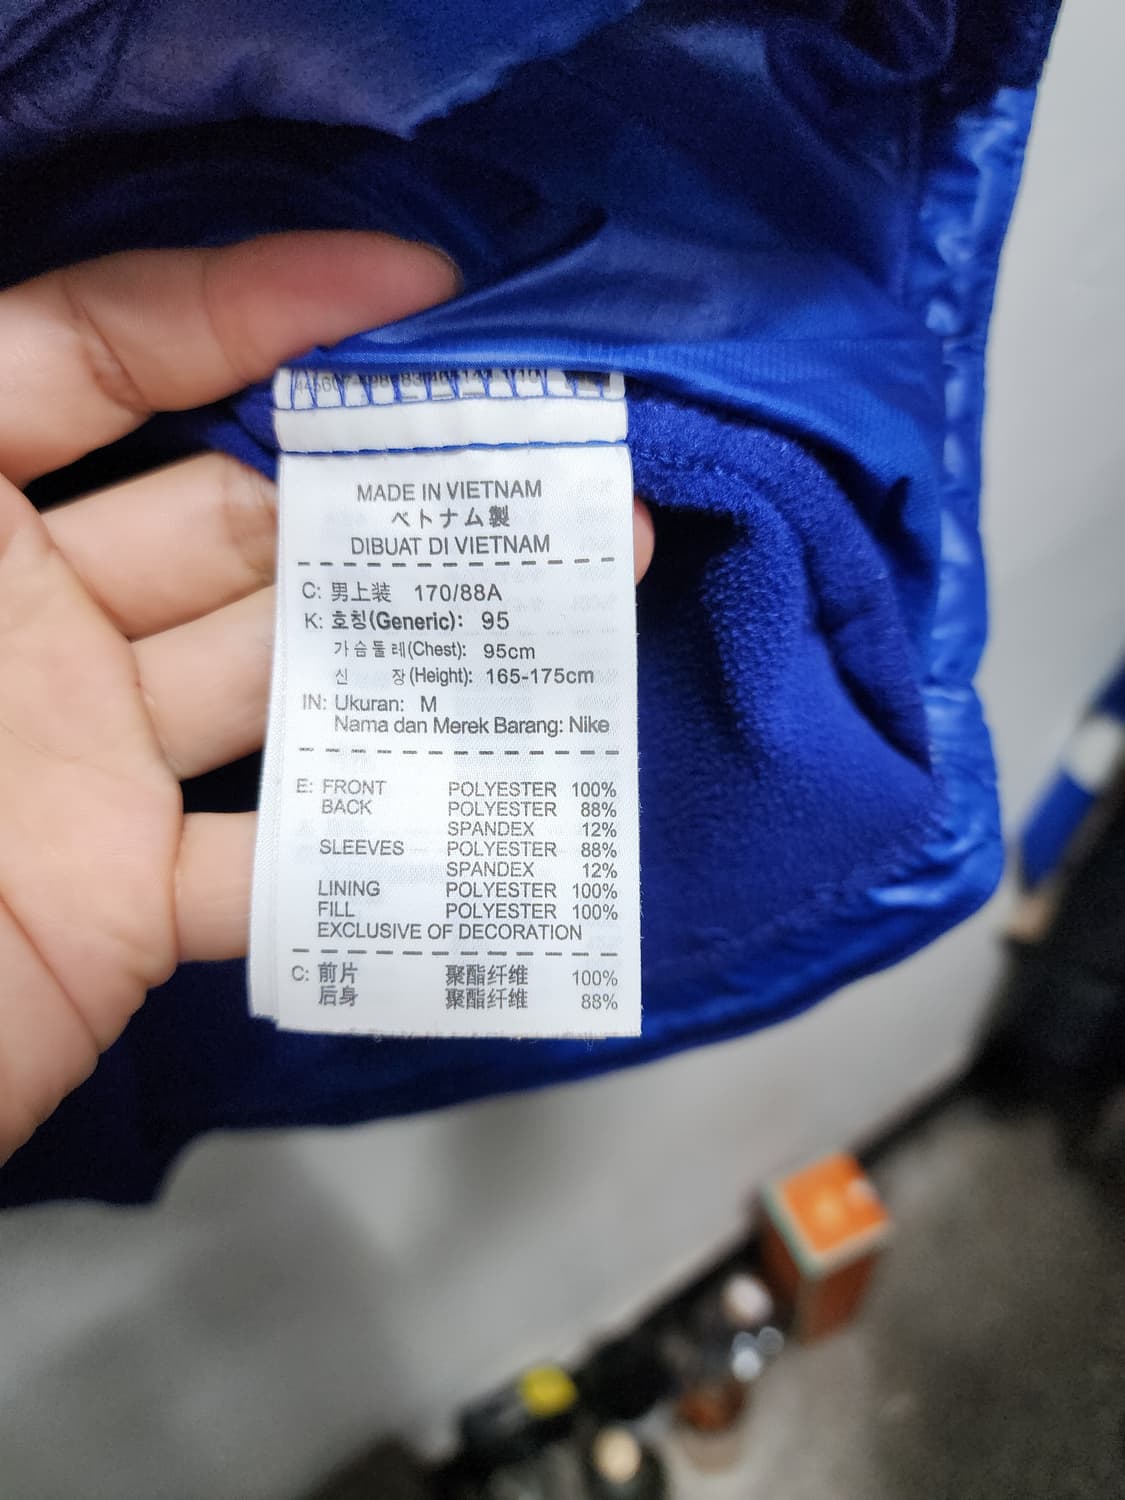 MADE IN VIETNAM
ベトナム製
DIBUAT DI VIETNAM
C: 男上装 170/88A
K: 호칭(Generic): 95
가슴둘레(Chest): 95cm
신 장(Height): 165-175cm
IN: Ukuran: M
Nama dan Merek Barang: Nike
E: FRONT POLYESTER 100%
BACK POLYESTER 88%
SPANDEX 12%
SLEEVES POLYESTER 88%
SPANDEX 12%
LINING POLYESTER 100%
FILL POLYESTER 100%
EXCLUSIVE OF DECORATION
C: 前片 聚酯纤维 100%
后身 聚酯纤维 88%